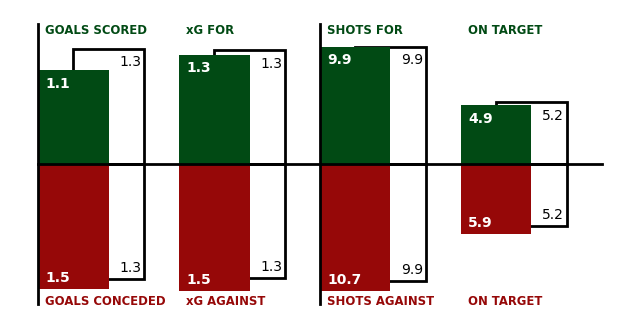 GOALS SCORED xG FOR SHOTS FOR ON TARGET
1.1 1.3 1.3 1.3 9.9 9.9 4.9 5.2
1.5 1.3 1.5 1.3 10.7 9.9 5.9 5.2
GOALS CONCEDED xG AGAINST SHOTS AGAINST ON TARGET